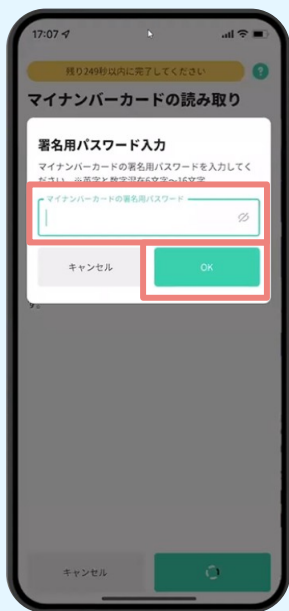 17:07
残り249秒以内に完了してください
?
マイナンバーカードの読み取り
署名用パスワード入力
マイナンバーカードの署名用パスワードを入力してく
ださい。※英字と数字混在6文字〜16文字
マイナンバーカードの署名用パスワード
キャンセル
OK
す。
キャンセル